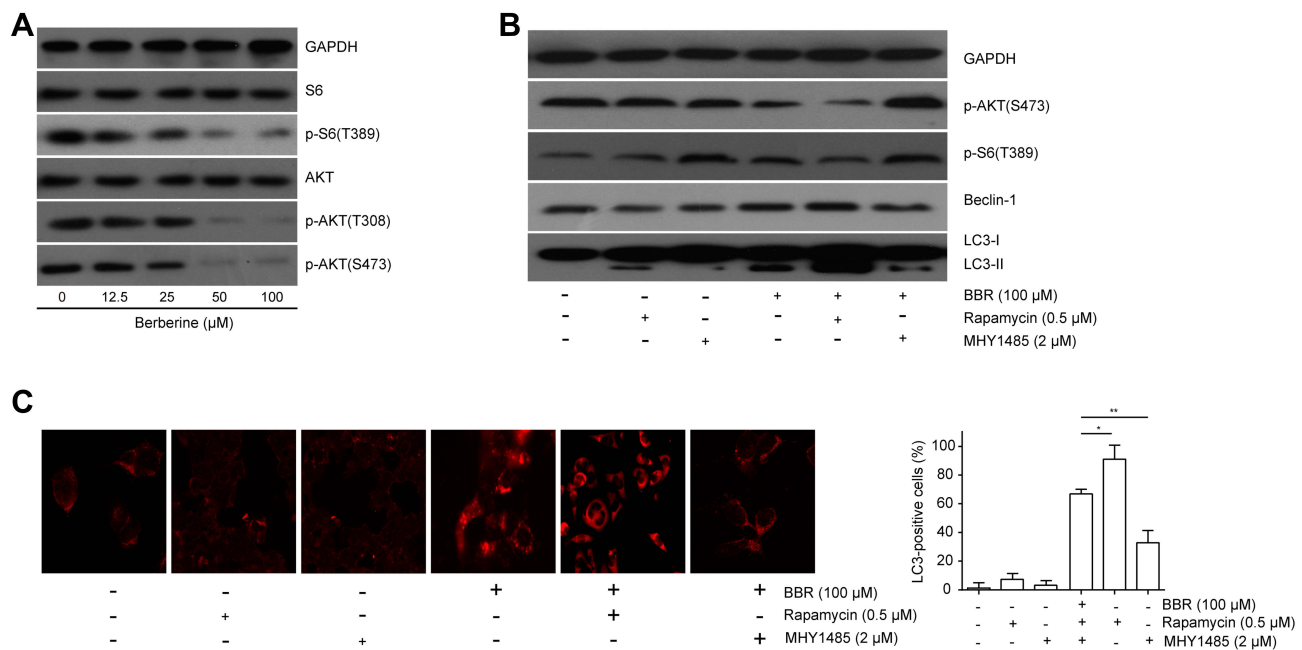 A
GAPDH
S6
p-S6(T389)
AKT
p-AKT(T308)
p-AKT(S473)
0 12.5 25 50 100
Berberine (µM)
B
GAPDH
p-AKT(S473)
p-S6(T389)
Beclin-1
LC3-I
LC3-II
- - - + + + BBR (100 µM)
- + - - + - Rapamycin (0.5 µM)
- - + - - + MHY1485 (2 µM)
C
- - - + + + BBR (100 µM)
- + - - + - Rapamycin (0.5 µM)
- - + - - + MHY1485 (2 µM)
LC3-positive cells (%)
100
80
60
40
20
0
**
*
- - - + - - BBR (100 µM)
- + - + + - Rapamycin (0.5 µM)
- - + + - + MHY1485 (2 µM)